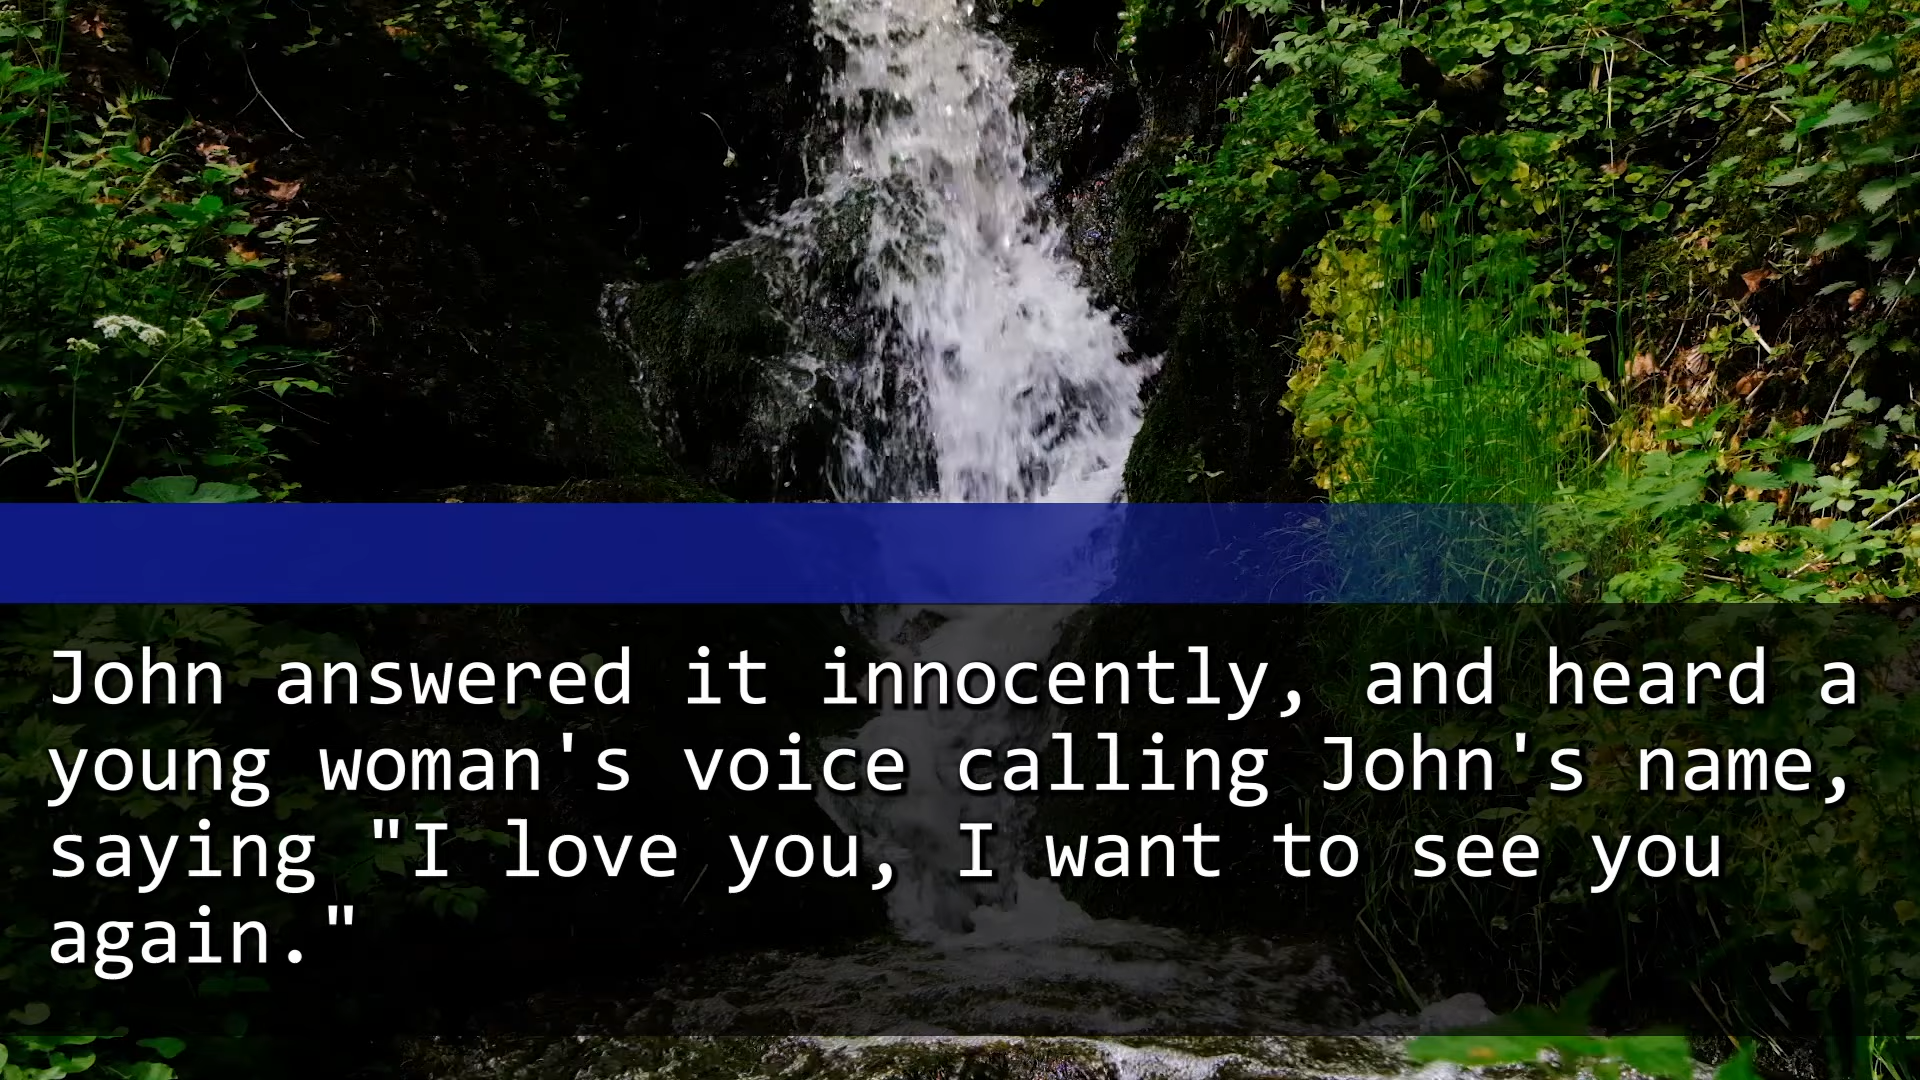 John answered it innocently, and heard a
young woman's voice calling John's name,
saying "I love you, I want to see you
again."